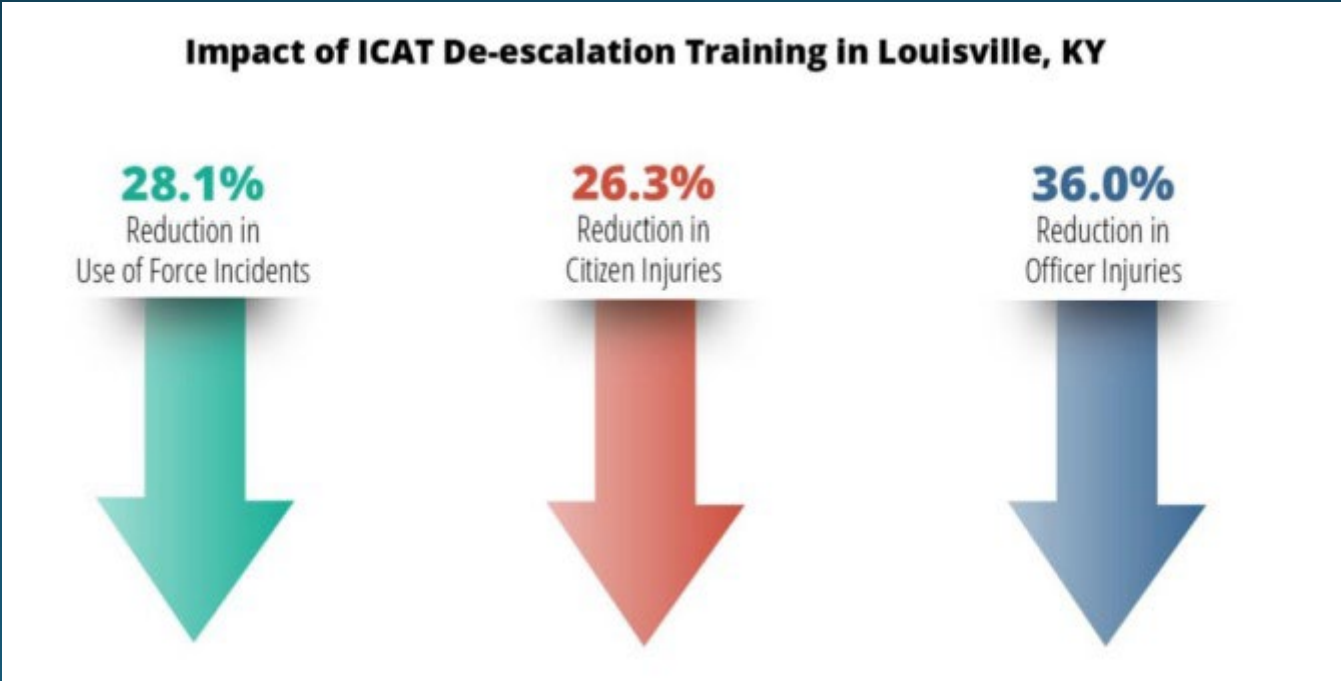 Impact of ICAT De-escalation Training in Louisville, KY
28.1%
Reduction in
Use of Force Incidents
26.3%
Reduction in
Citizen Injuries
36.0%
Reduction in
Officer Injuries